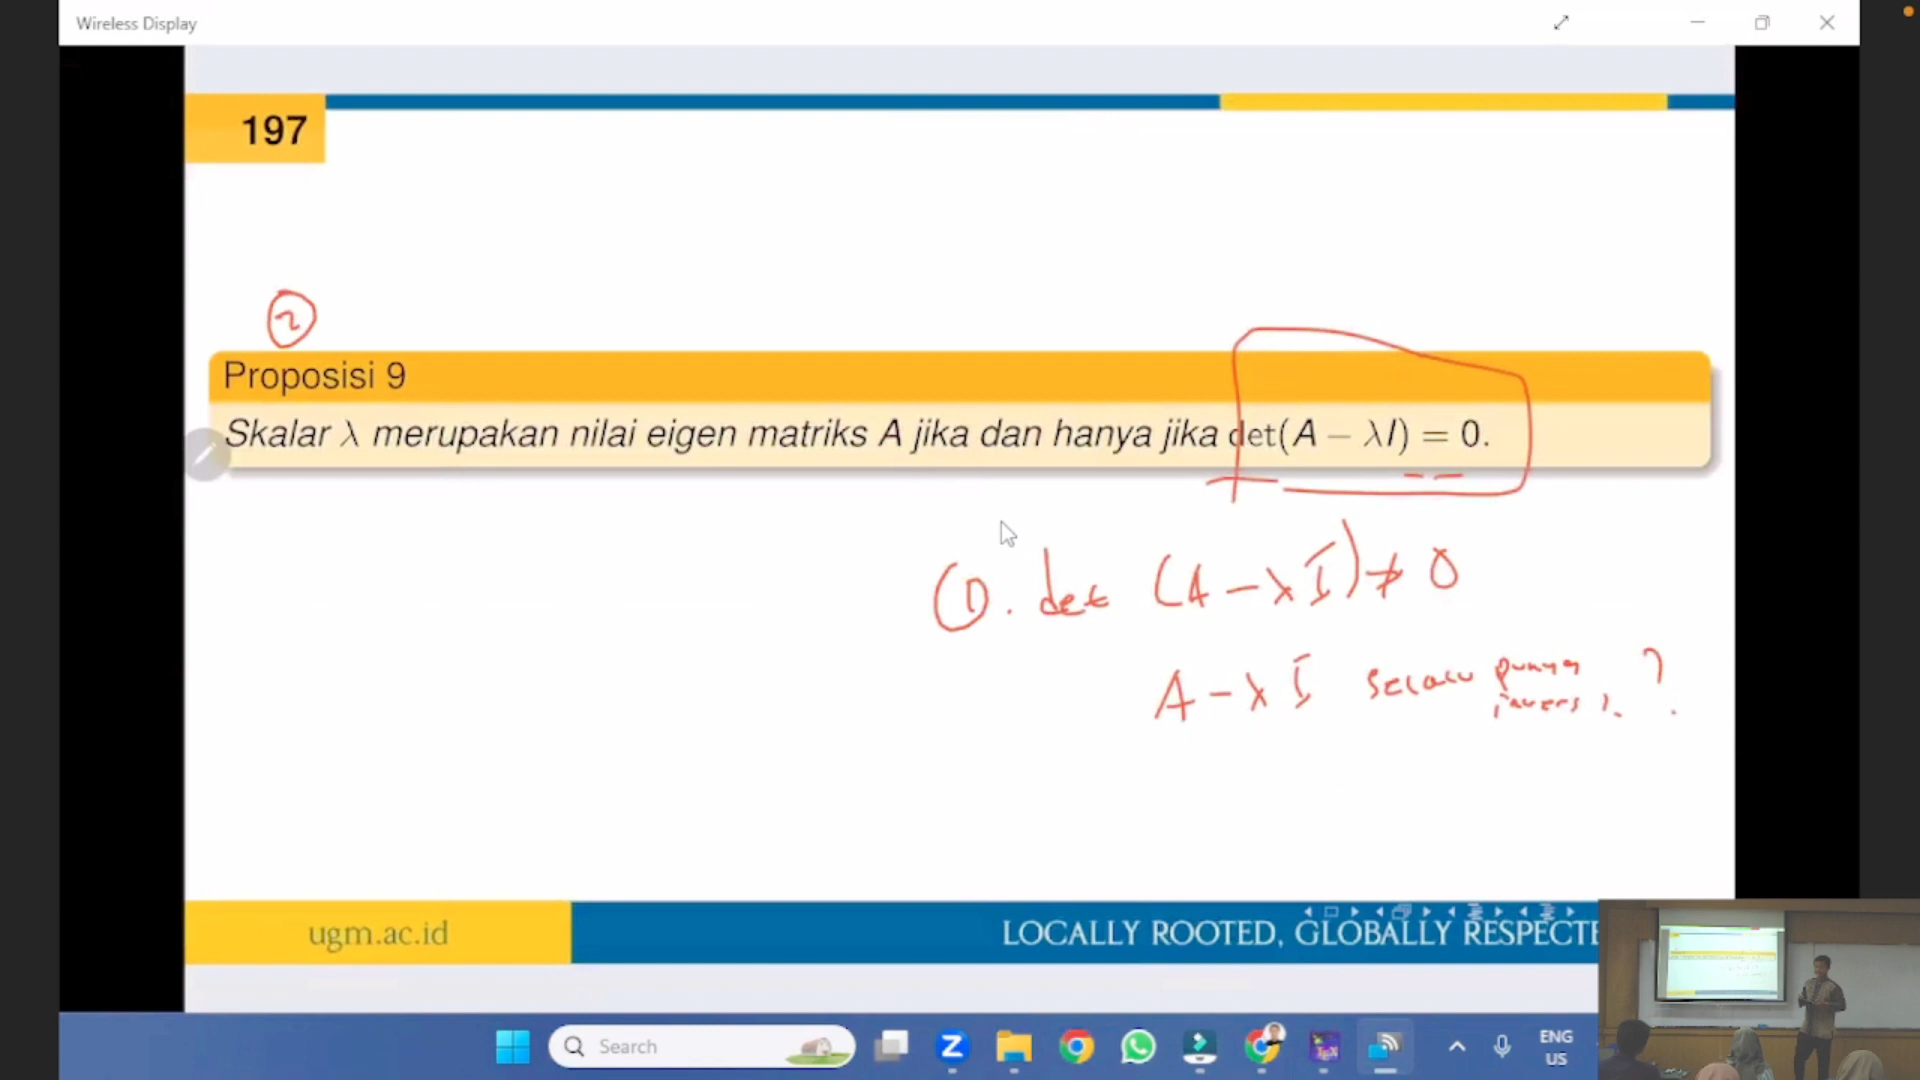 Wireless Display
197
2
Proposisi 9
Skalar λ merupakan nilai eigen matriks A jika dan hanya jika det(A − λI) = 0.
①. det (A − λI) ≠ 0
A − λI selalu punya invers ?
ugm.ac.id
LOCALLY ROOTED, GLOBALLY RESPECTE
Search
ENG
US